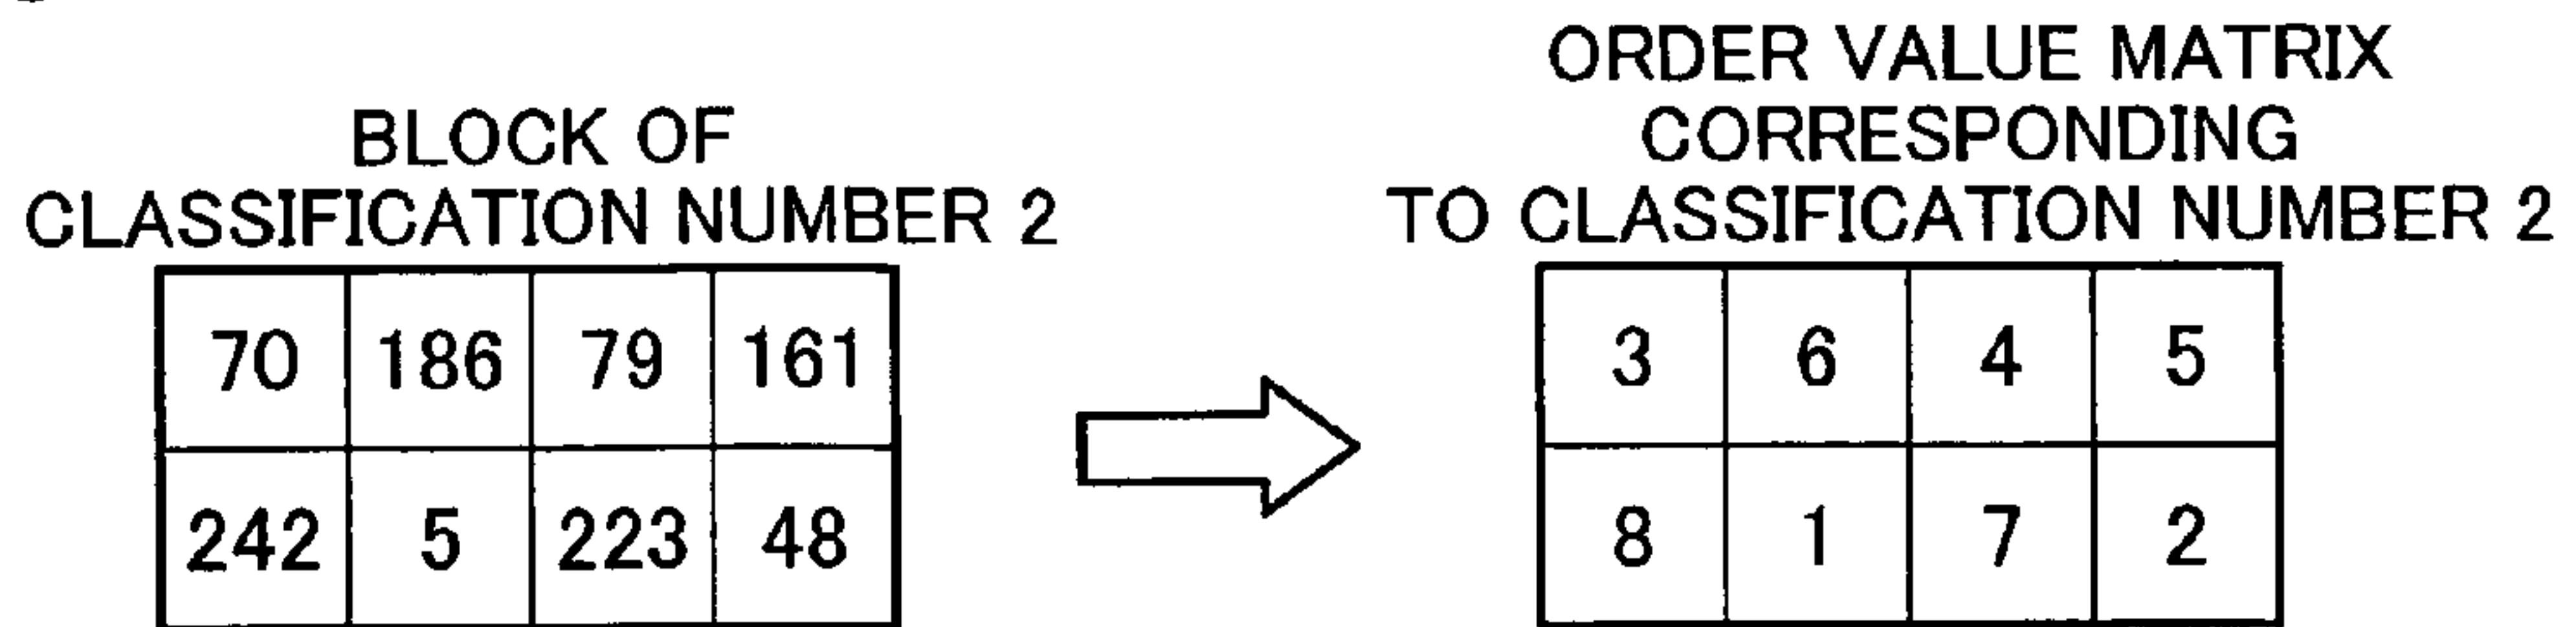 BLOCK OF
CLASSIFICATION NUMBER 2
70 186 79 161
242 5 223 48
ORDER VALUE MATRIX
CORRESPONDING
TO CLASSIFICATION NUMBER 2
3 6 4 5
8 1 7 2